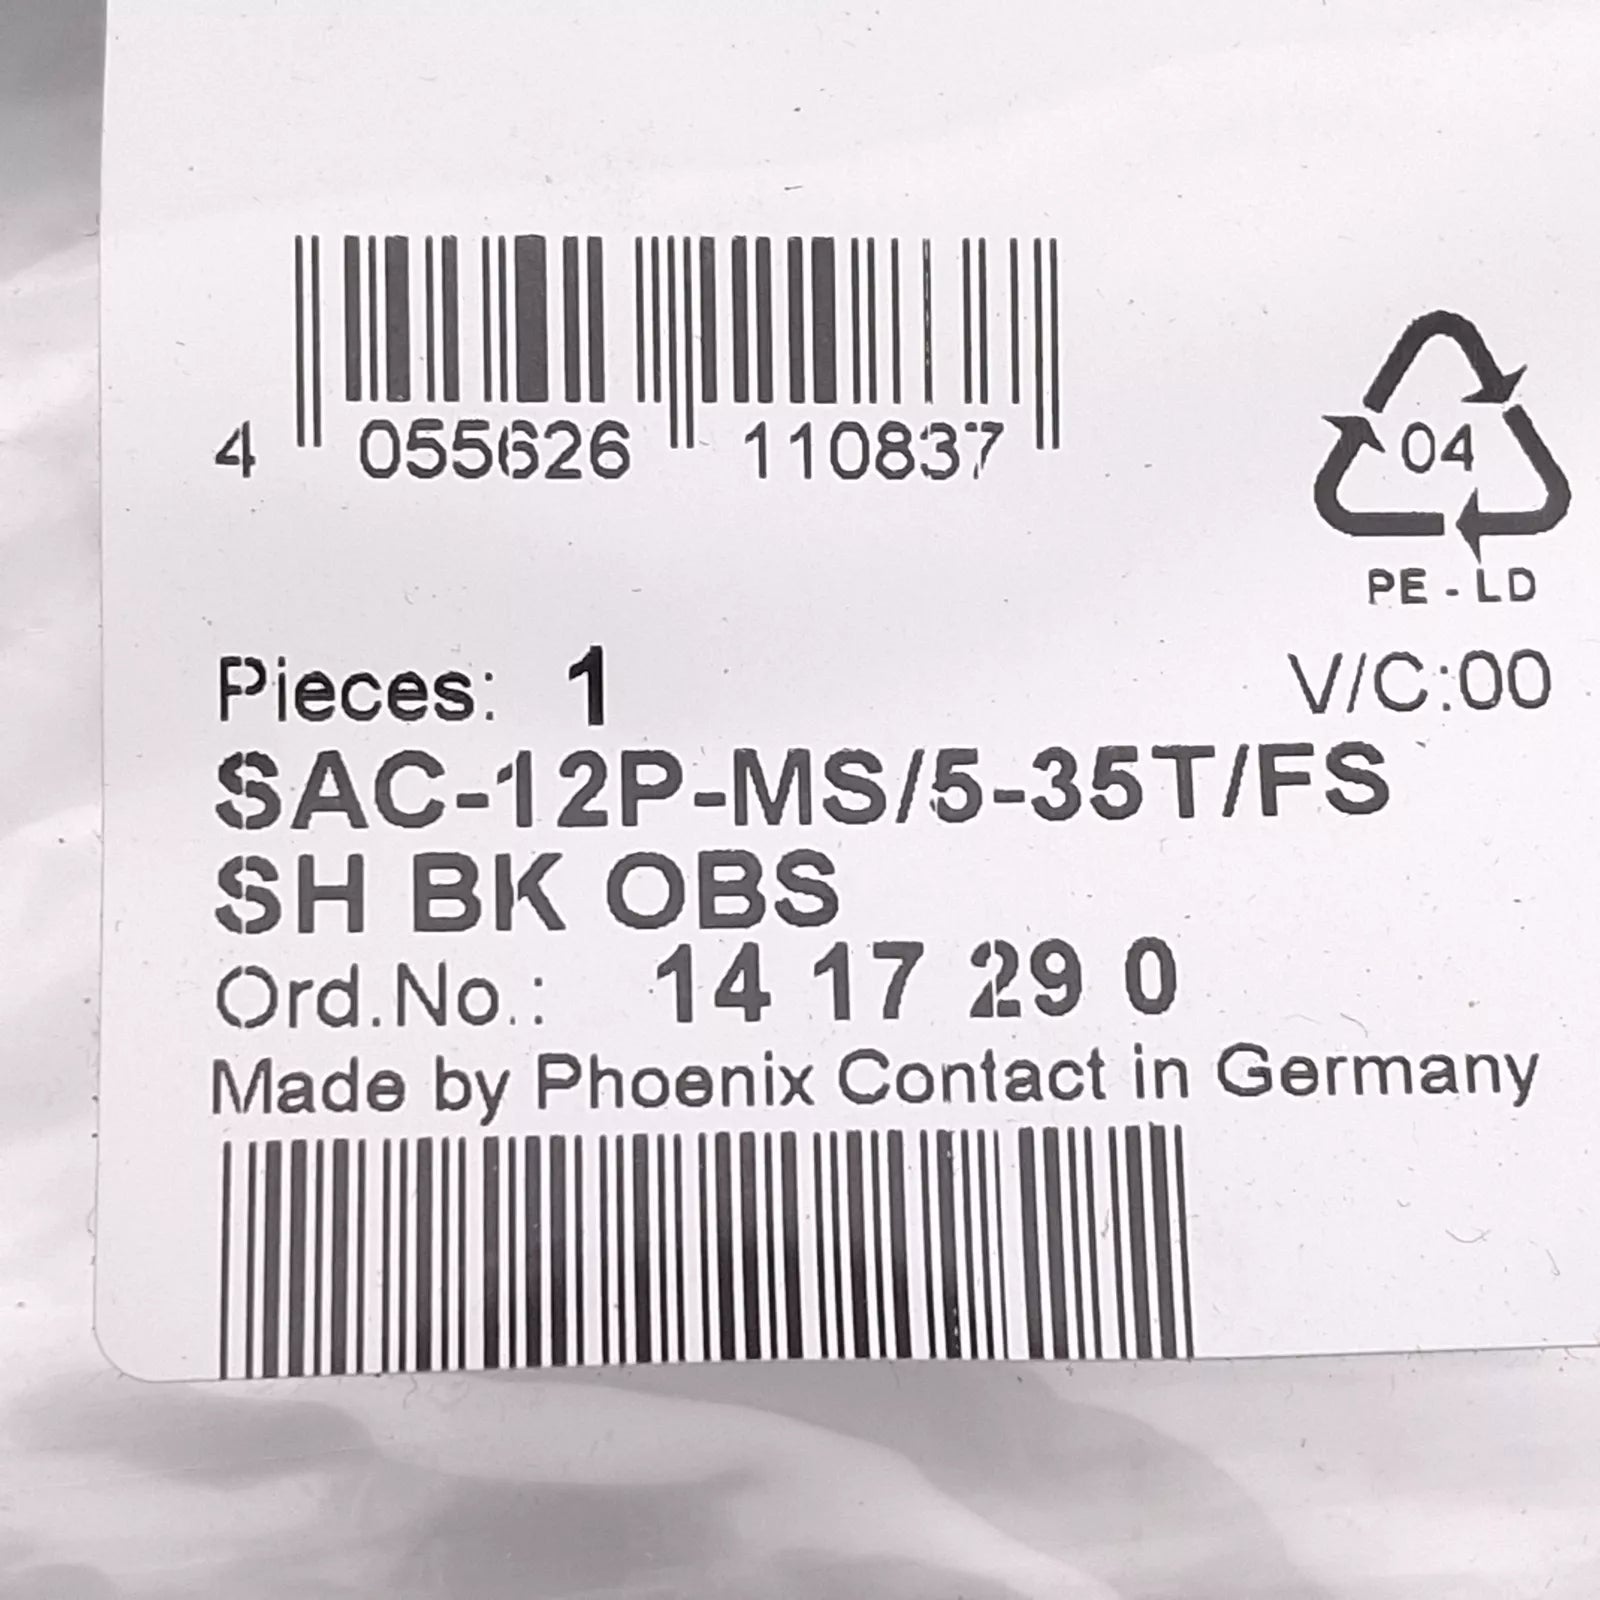 4 055626 110837
04
PE - LD
Pieces: 1
V/C:00
SAC-12P-MS/5-35T/FS
SH BK OBS
Ord.No.: 14 17 29 0
Made by Phoenix Contact in Germany